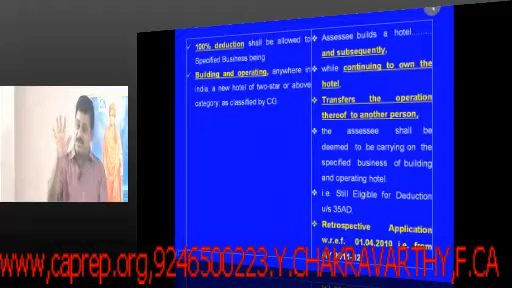 100% deduction shall be allowed to
Specified Business being
Building and operating, anywhere in
India, a new hotel of two-star or above
category; as classified by CG
Assessee builds a hotel........
and subsequently,
while continuing to own the
hotel,
Transfers the operation
thereof to another person,
the assessee shall be
deemed to be carrying on the
specified business of building
and operating hotel.
i.e. Still Eligible for Deduction
u/s 35AD.
Retrospective Application
w.r.e.f. 01.04.2010 i.e. from
www,caprep.org,9246500223.Y.CHAKRAVARTHY,F.CA